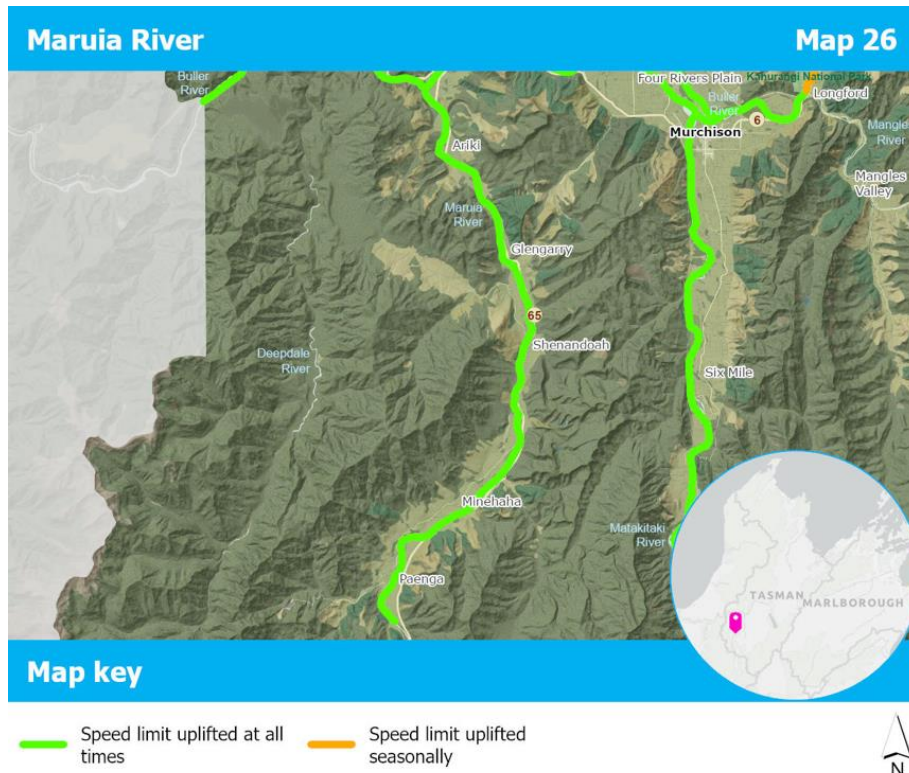 Maruia River
Map 26
Buller
River
Four Rivers Plain
Kahurangi National Park
Longford
Buller
River
6
Murchison
Mangles
River
Mangles
Valley
Ariki
Maruia
River
Glengarry
65
Shenandoah
Deepdale
River
Six Mile
Minehaha
Matakitaki
River
Paenga
TASMAN
MARLBOROUGH
Map key
Speed limit uplifted at all
times
Speed limit uplifted
seasonally
N